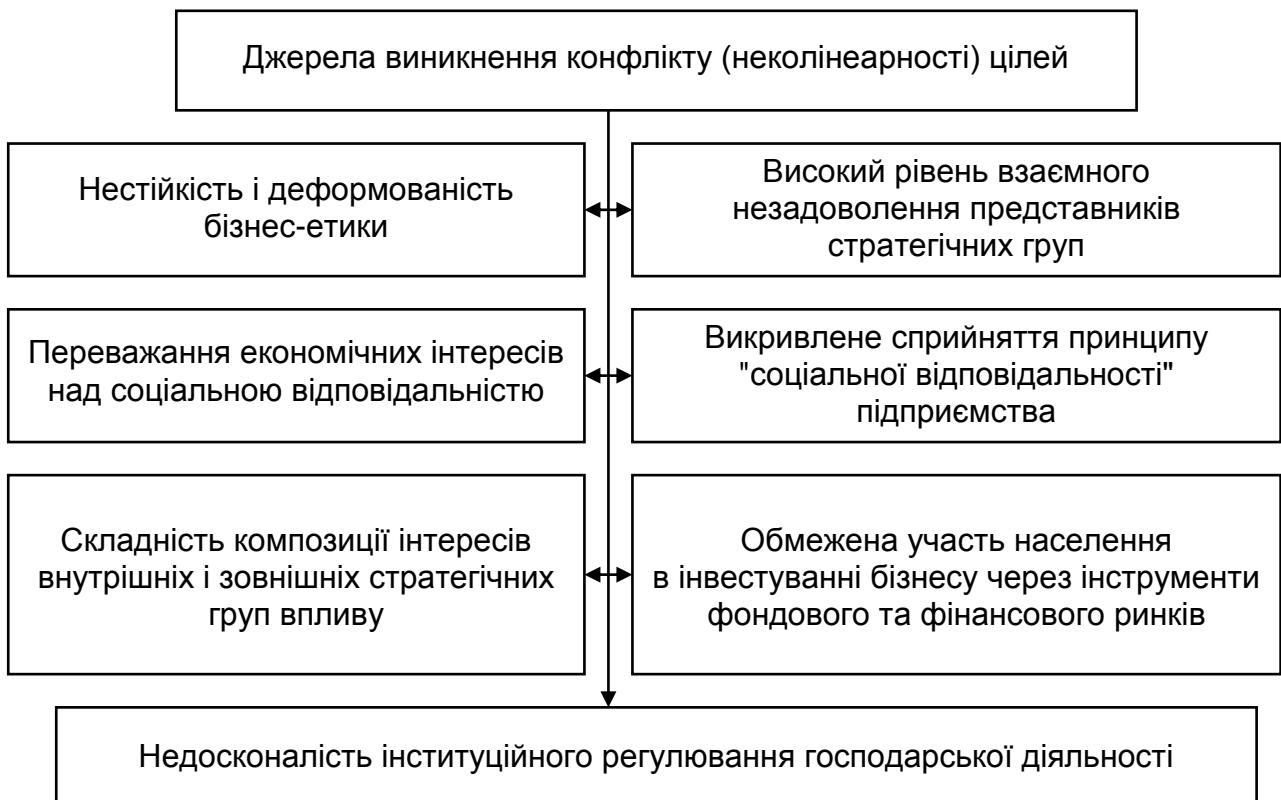 Джерела виникнення конфлікту (неколінеарності) цілей
Нестійкість і деформованість
бізнес-етики
Високий рівень взаємного
незадоволення представників
стратегічних груп
Переважання економічних інтересів
над соціальною відповідальністю
Викривлене сприйняття принципу
"соціальної відповідальності"
підприємства
Складність композиції інтересів
внутрішніх і зовнішніх стратегічних
груп впливу
Обмежена участь населення
в інвестуванні бізнесу через інструменти
фондового та фінансового ринків
Недосконалість інституційного регулювання господарської діяльності